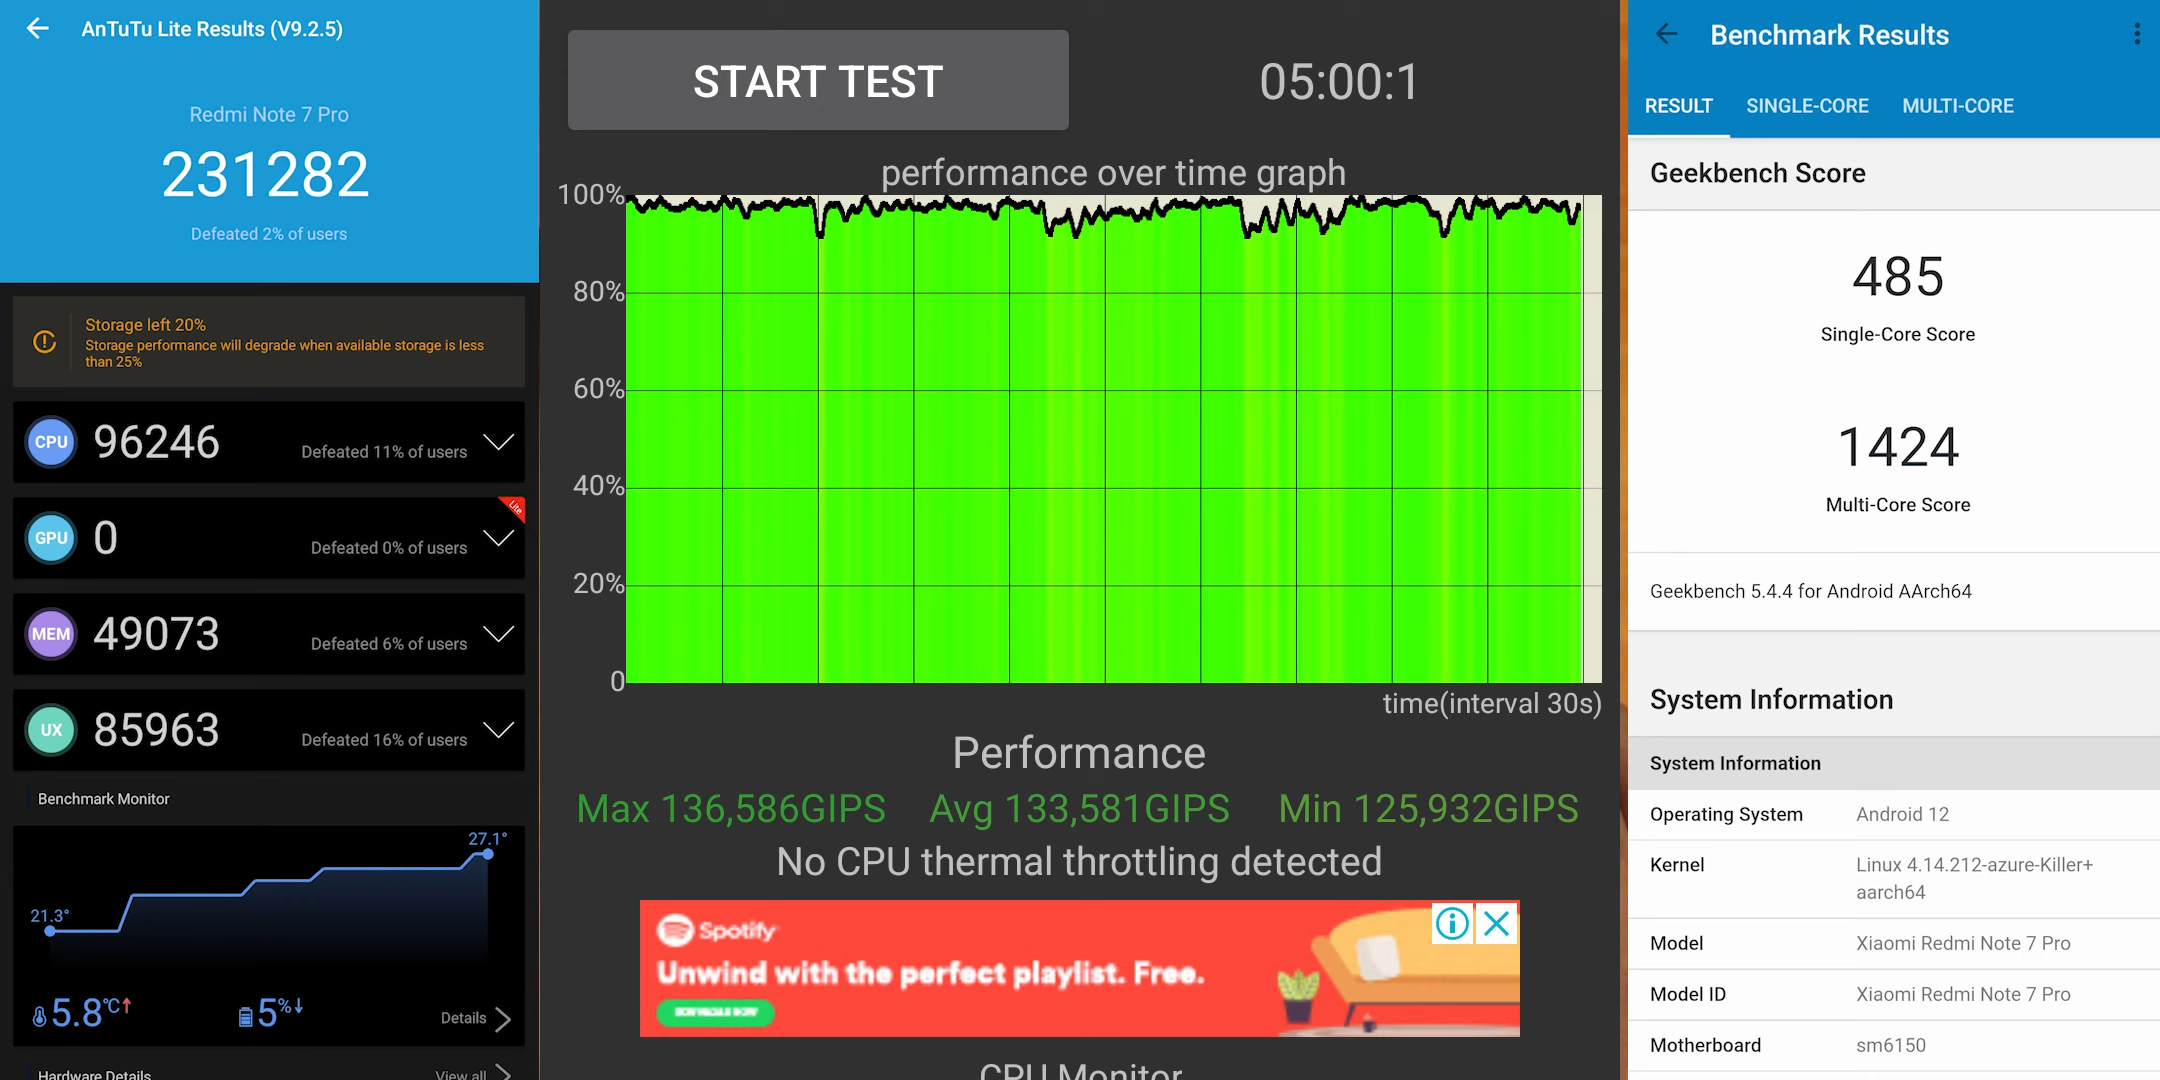 AnTuTu Lite Results (V9.2.5)
Redmi Note 7 Pro
231282
Defeated 2% of users
Storage left 20%
Storage performance will degrade when available storage is less
than 25%
CPU 96246 Defeated 11% of users
Lite
GPU 0 Defeated 0% of users
MEM 49073 Defeated 6% of users
UX 85963 Defeated 16% of users
Benchmark Monitor
27.1°
21.3°
5.8°C↑ 5%↓ Details
Hardware Details View all
START TEST 05:00:1
performance over time graph
100%
80%
60%
40%
20%
0
time(interval 30s)
Performance
Max 136,586GIPS Avg 133,581GIPS Min 125,932GIPS
No CPU thermal throttling detected
Spotify
Unwind with the perfect playlist. Free.
CPU Monitor
Benchmark Results
RESULT SINGLE-CORE MULTI-CORE
Geekbench Score
485
Single-Core Score
1424
Multi-Core Score
Geekbench 5.4.4 for Android AArch64
System Information
System Information
Operating System Android 12
Kernel Linux 4.14.212-azure-Killer+
aarch64
Model Xiaomi Redmi Note 7 Pro
Model ID Xiaomi Redmi Note 7 Pro
Motherboard sm6150